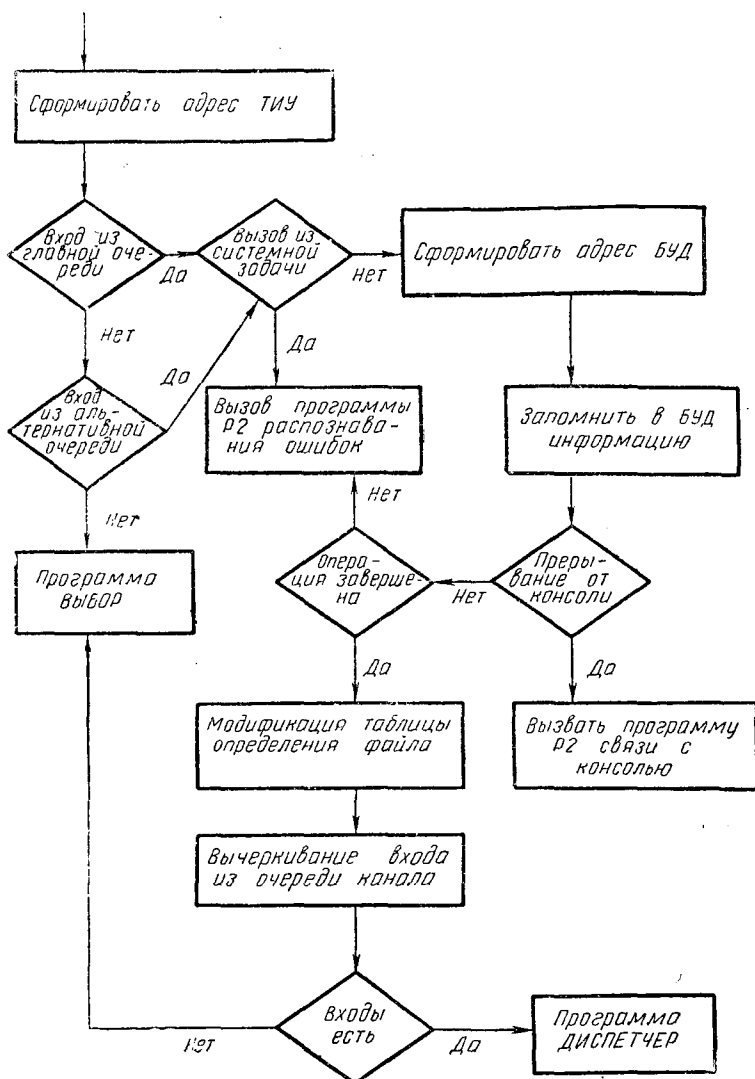 Сформировать адрес ТИУ
Вход из
главной оче-
реди
Да
Вызов из
системной
задачи
Нет
Сформировать адрес БУД
Нет
Да
Да
Вход
из аль-
тернативной
очереди
Вызов программы
Р2 распознава-
ния ошибок
Запомнить в БУД
информацию
Нет
Нет
Программа
ВЫБОР
Опера-
ция заверше-
на
Нет
Преры-
вание от
консоли
Да
Да
Модификация таблицы
определения файла
Вызвать программу
Р2 связи с
консолью
Вычеркивание входа
из очереди канала
Нет
Входы
есть
Да
Программа
ДИСПЕТЧЕР